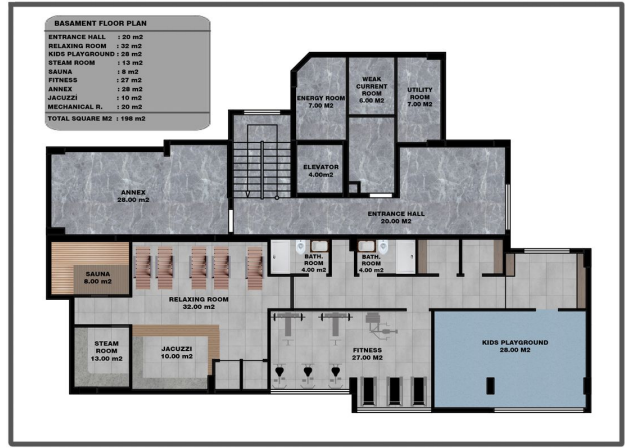 BASAMENT FLOOR PLAN
ENTRANCE HALL : 20 m2
RELAXING ROOM : 32 m2
KIDS PLAYGROUND : 28 m2
STEAM ROOM : 13 m2
SAUNA : 8 m2
FITNESS : 27 m2
ANNEX : 28 m2
JACUZZI : 10 m2
MECHANICAL R. : 20 m2
TOTAL SQUARE M2 : 198 m2
ENERGY ROOM
7.00 M2
WEAK
CURRENT
ROOM
6.00 M2
UTILITY
ROOM
7.00 M2
ELEVATOR
4.00m2
ANNEX
28.00 m2
ENTRANCE HALL
20.00 M2
BATH.
ROOM
4.00 m2
BATH.
ROOM
4.00 m2
SAUNA
8.00 m2
RELAXING ROOM
32.00 M2
STEAM
ROOM
13.00 m2
JACUZZI
10.00 m2
FITNESS
27.00 M2
KIDS PLAYGROUND
28.00 M2